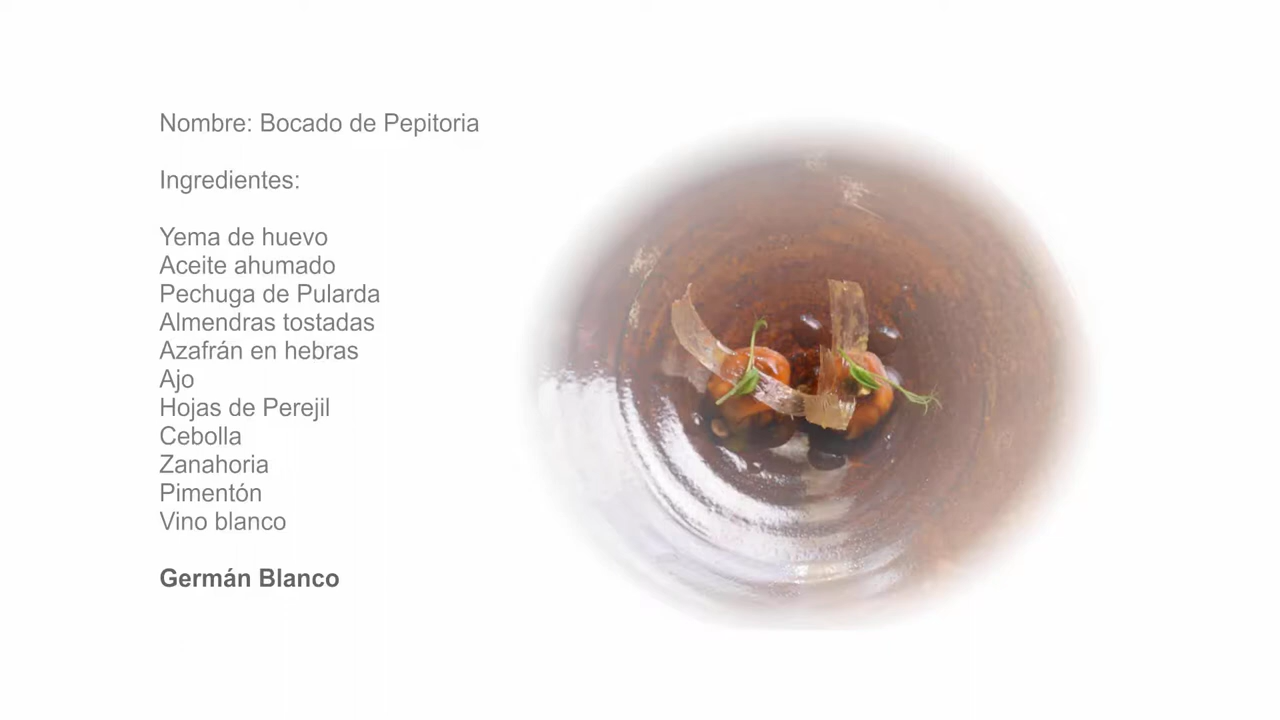 Nombre: Bocado de Pepitoria
Ingredientes:
Yema de huevo
Aceite ahumado
Pechuga de Pularda
Almendras tostadas
Azafrán en hebras
Ajo
Hojas de Perejil
Cebolla
Zanahoria
Pimentón
Vino blanco
Germán Blanco